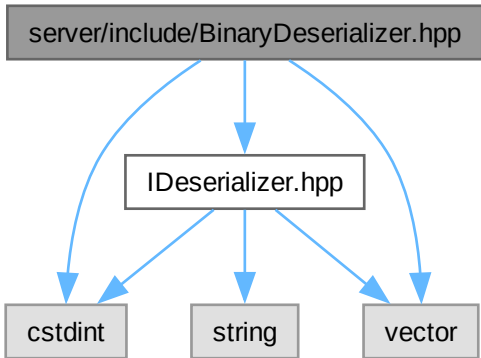 server/include/BinaryDeserializer.hpp
IDeserializer.hpp
cstdint
string
vector